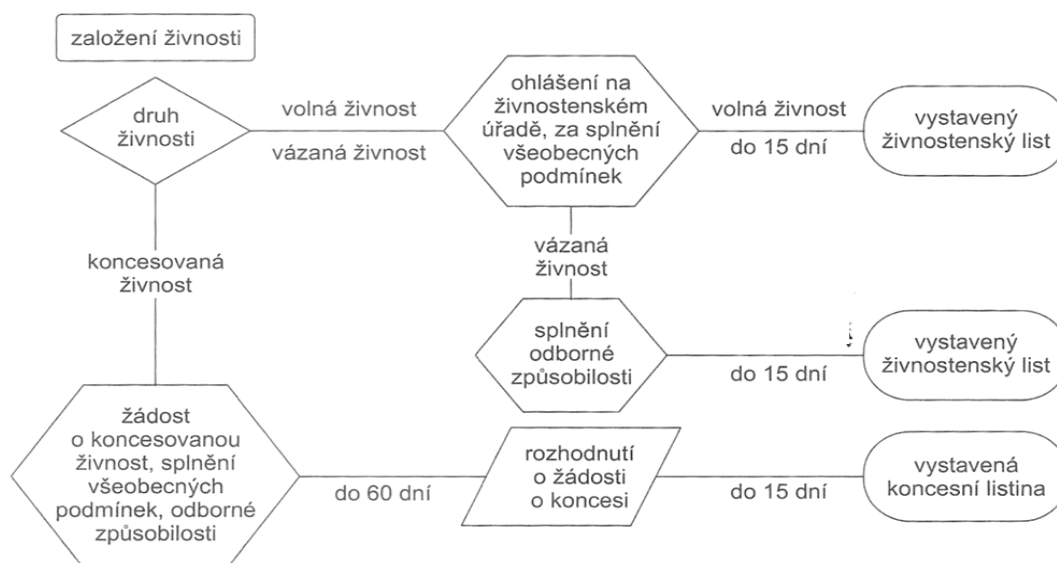 založení živnosti
druh
živnosti
volná živnost
vázaná živnost
ohlášení na
živnostenském
úřadě, za splnění
všeobecných
podmínek
volná živnost
do 15 dní
vystavený
živnostenský list
koncesovaná
živnost
vázaná
živnost
splnění
odborné
způsobilosti
do 15 dní
vystavený
živnostenský list
žádost
o koncesovanou
živnost, splnění
všeobecných
podmínek, odborné
způsobilosti
do 60 dní
rozhodnutí
o žádosti
o koncesi
do 15 dní
vystavená
koncesní listina